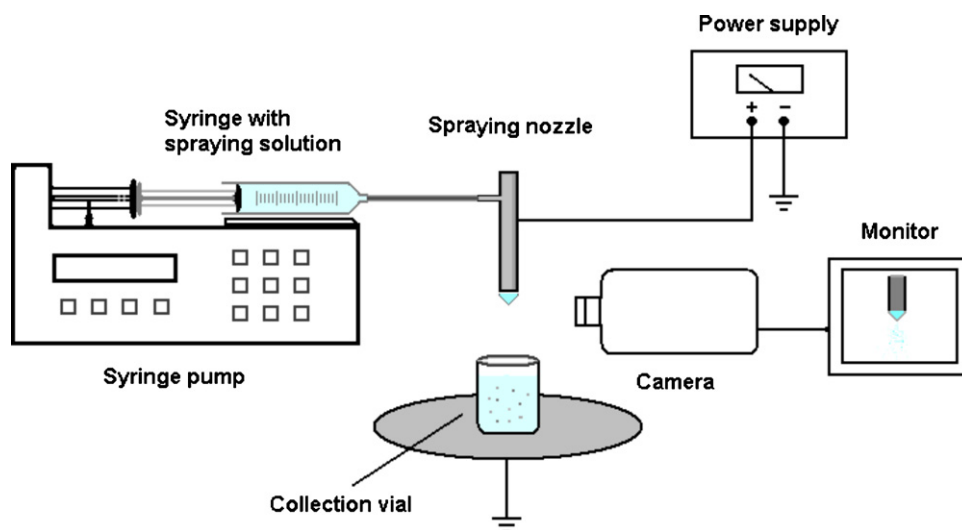 Power supply
+ −
Syringe with
spraying solution
Spraying nozzle
Monitor
Syringe pump
Camera
Collection vial